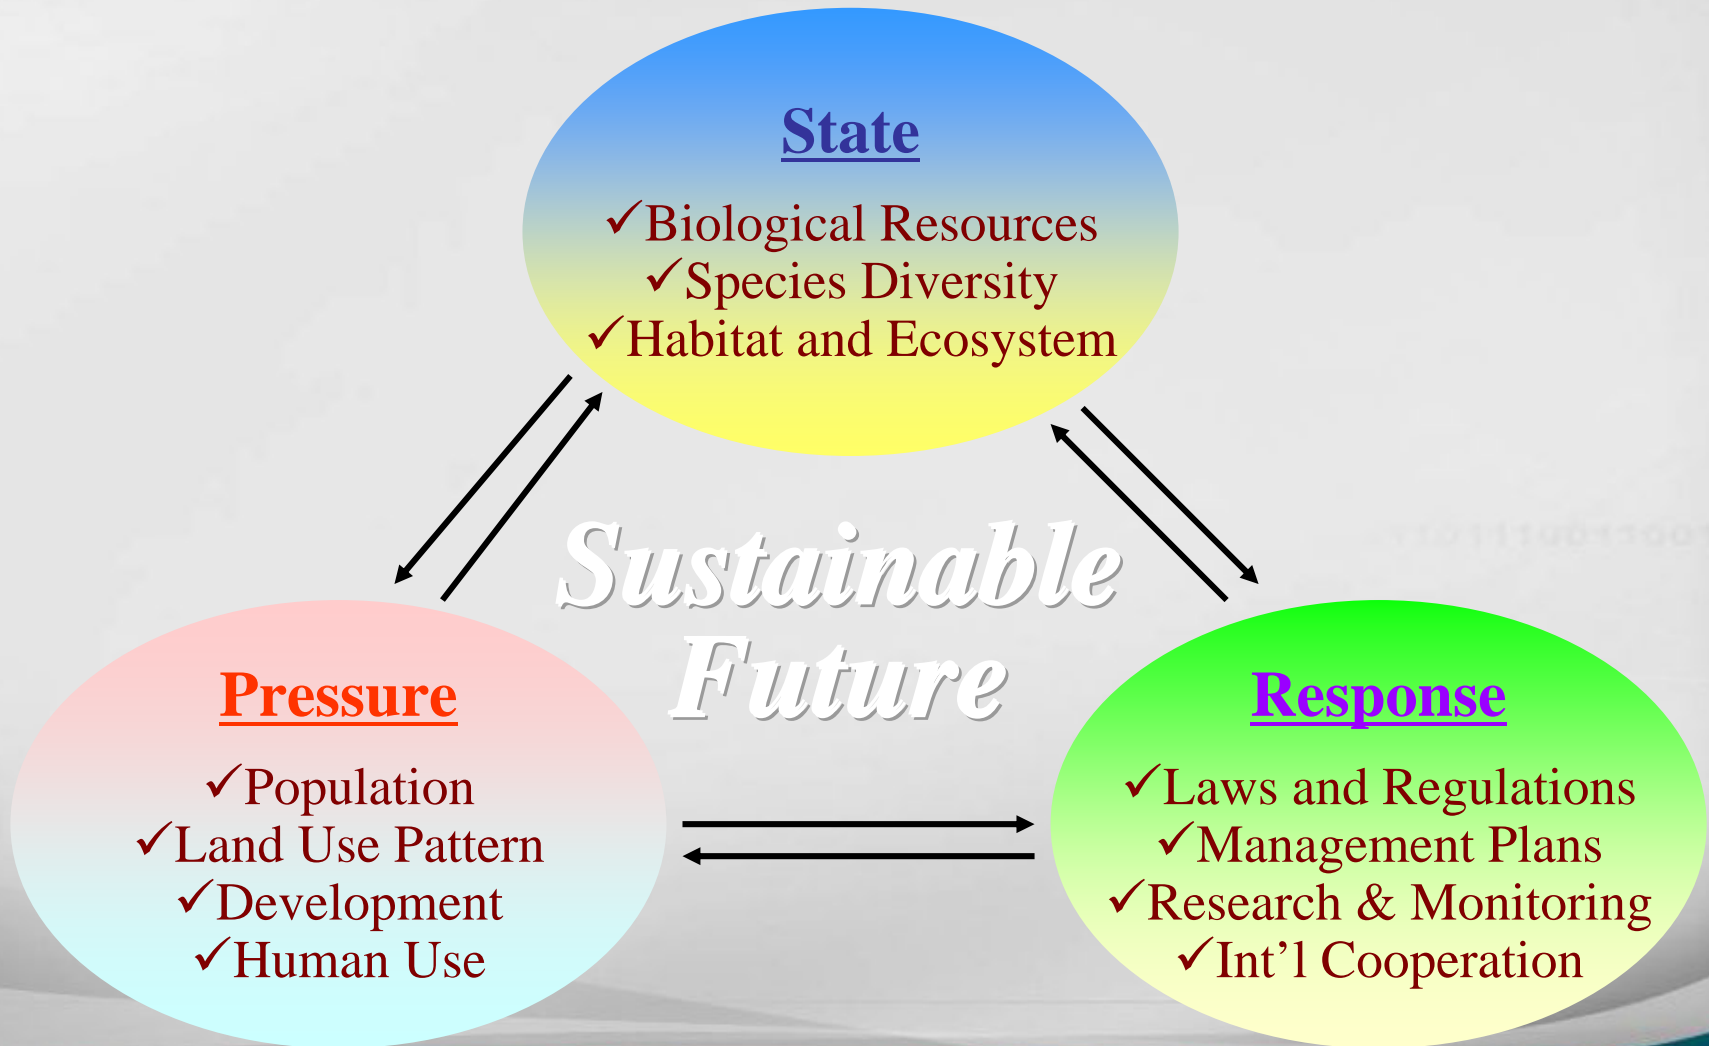 State
✓Biological Resources
✓Species Diversity
✓Habitat and Ecosystem
Sustainable
Future
Pressure
✓Population
✓Land Use Pattern
✓Development
✓Human Use
Response
✓Laws and Regulations
✓Management Plans
✓Research & Monitoring
✓Int’l Cooperation